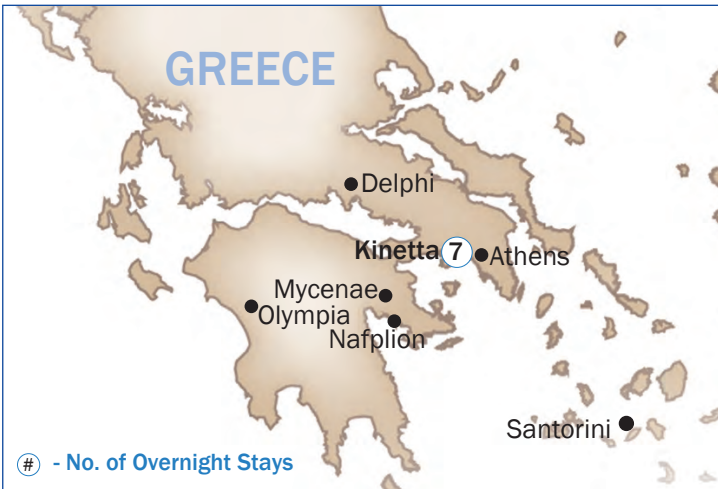 GREECE
Delphi
Kinetta 7 Athens
Mycenae
Olympia
Nafplion
Santorini
# - No. of Overnight Stays